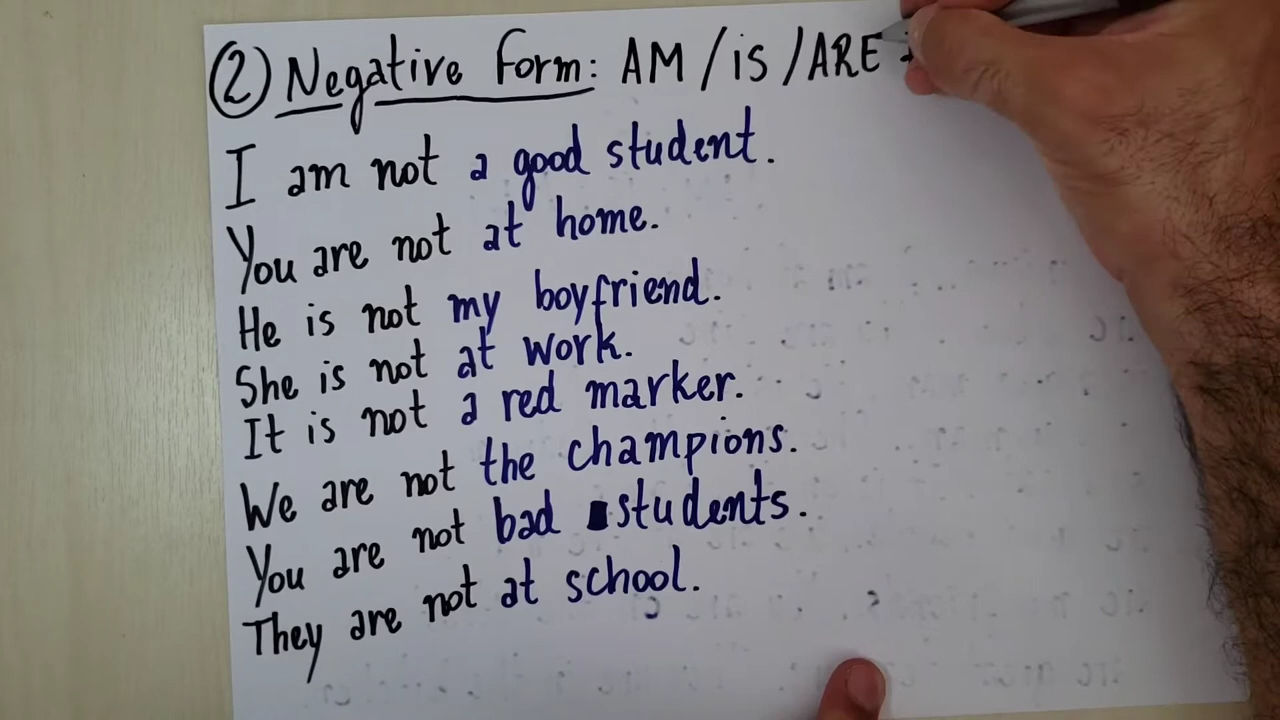 ② Negative Form: AM / is / ARE
I am not a good student.
You are not at home.
He is not my boyfriend.
She is not at work.
It is not a red marker.
We are not the champions.
You are not bad students.
They are not at school.